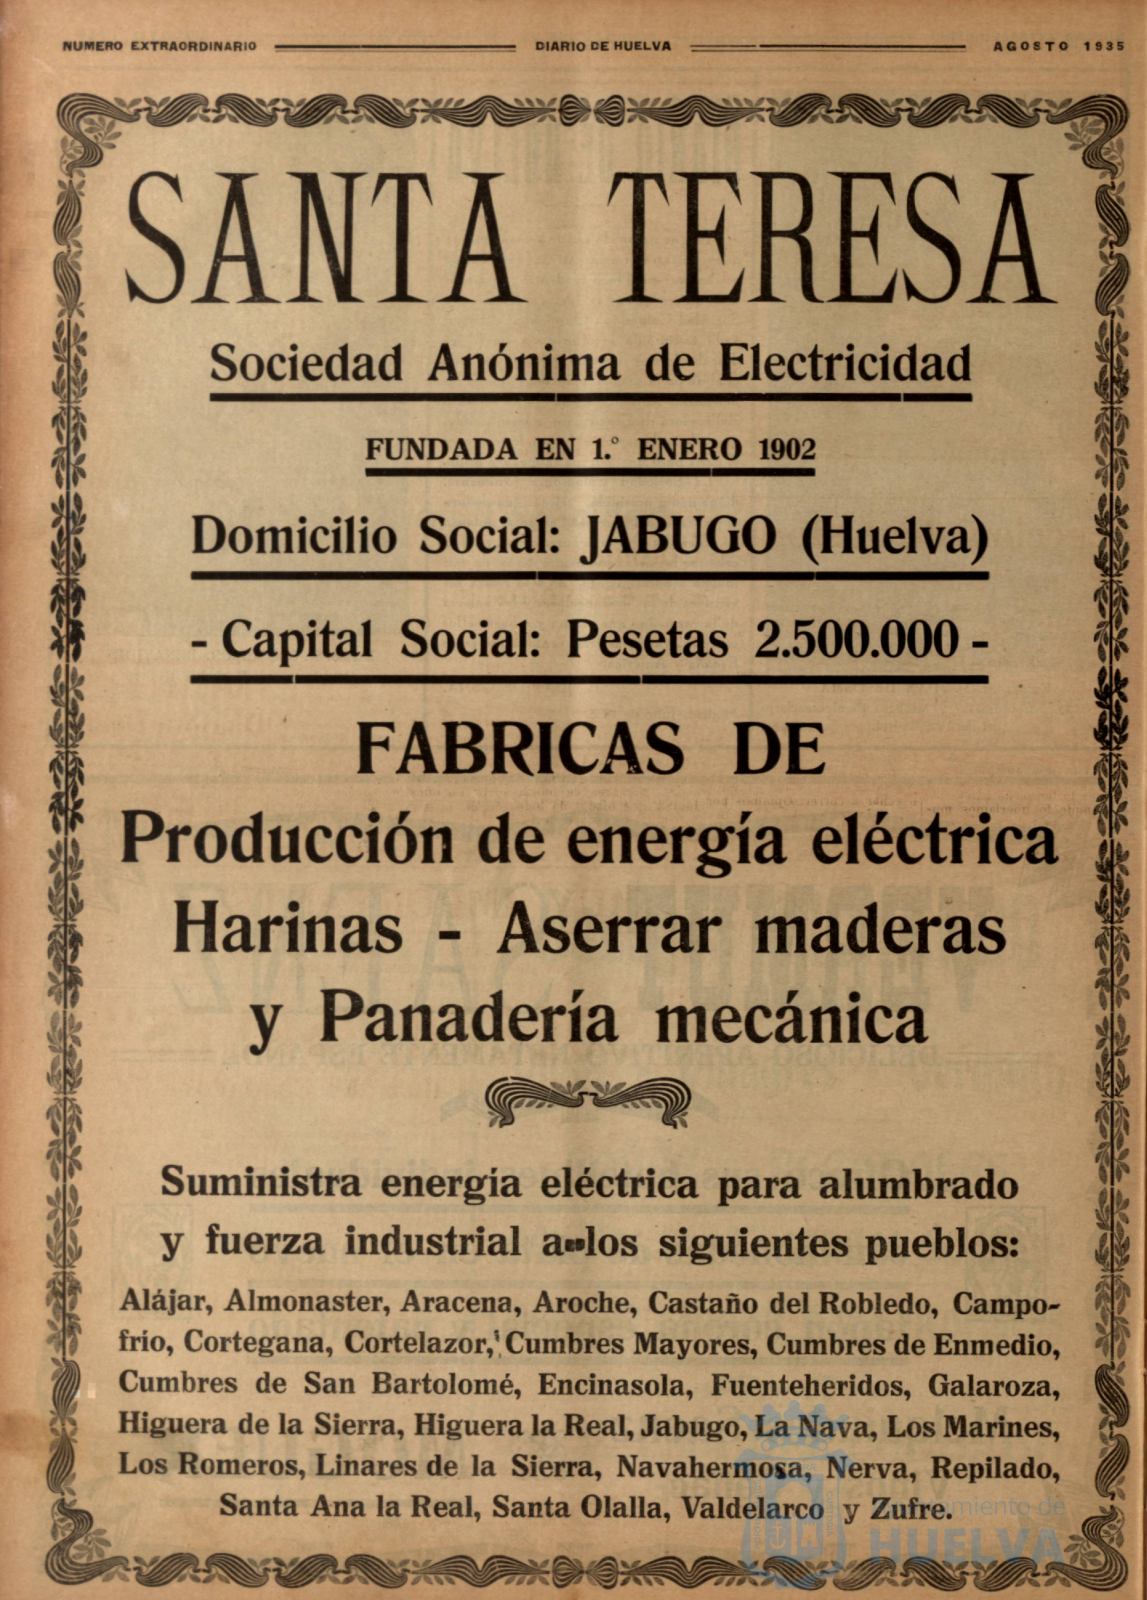 NUMERO EXTRAORDINARIO DIARIO DE HUELVA AGOSTO 1935
SANTA TERESA
Sociedad Anónima de Electricidad
FUNDADA EN 1.º ENERO 1902
Domicilio Social: JABUGO (Huelva)
- Capital Social: Pesetas 2.500.000 -
FABRICAS DE
Producción de energía eléctrica
Harinas - Aserrar maderas
y Panadería mecánica
Suministra energía eléctrica para alumbrado
y fuerza industrial a los siguientes pueblos:
Alájar, Almonaster, Aracena, Aroche, Castaño del Robledo, Campo-
frío, Cortegana, Cortelazor, Cumbres Mayores, Cumbres de Enmedio,
Cumbres de San Bartolomé, Encinasola, Fuenteheridos, Galaroza,
Higuera de la Sierra, Higuera la Real, Jabugo, La Nava, Los Marines,
Los Romeros, Linares de la Sierra, Navahermosa, Nerva, Repilado,
Santa Ana la Real, Santa Olalla, Valdelarco y Zufre.
de
HUELVA